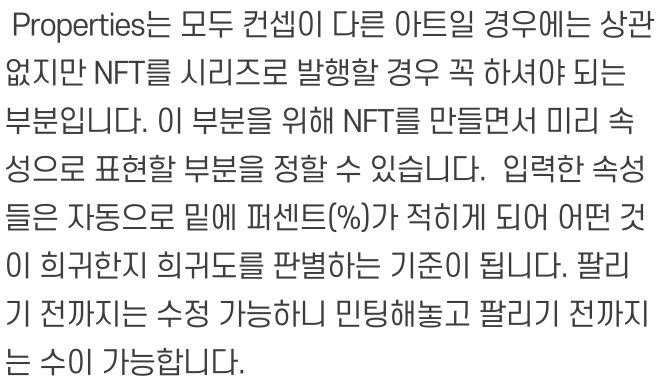 Properties는 모두 컨셉이 다른 아트일 경우에는 상관
없지만 NFT를 시리즈로 발행할 경우 꼭 하셔야 되는
부분입니다. 이 부분을 위해 NFT를 만들면서 미리 속
성으로 표현할 부분을 정할 수 있습니다. 입력한 속성
들은 자동으로 밑에 퍼센트(%)가 적히게 되어 어떤 것
이 희귀한지 희귀도를 판별하는 기준이 됩니다. 팔리
기 전까지는 수정 가능하니 민팅해놓고 팔리기 전까지
는 수이 가능합니다.